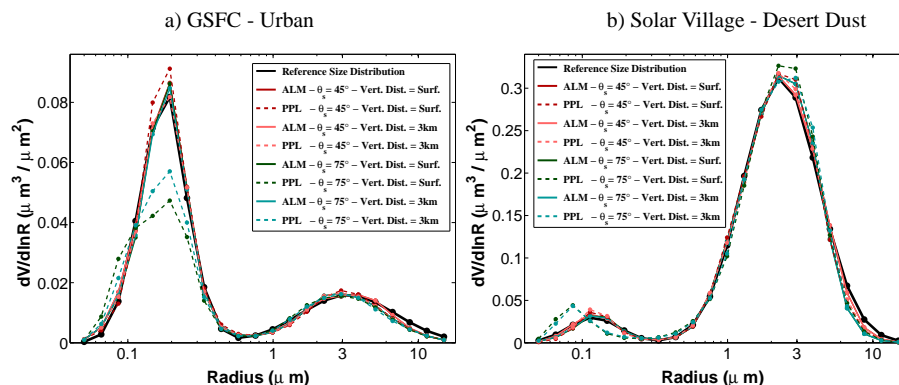 a) GSFC - Urban
dV/dlnR (μ m³ / μ m²)
0.08
0.06
0.04
0.02
0
0.1
1
3
10
Radius (μ m)
Reference Size Distribution
ALM − θs = 45° − Vert. Dist. = Surf.
PPL − θs = 45° − Vert. Dist. = Surf.
ALM − θs = 45° − Vert. Dist. = 3km
PPL − θs = 45° − Vert. Dist. = 3km
ALM − θs = 75° − Vert. Dist. = Surf.
PPL − θs = 75° − Vert. Dist. = Surf.
ALM − θs = 75° − Vert. Dist. = 3km
PPL − θs = 75° − Vert. Dist. = 3km
b) Solar Village - Desert Dust
dV/dlnR (μ m³ / μ m²)
0.3
0.25
0.2
0.15
0.1
0.05
0
0.1
1
3
10
Radius (μ m)
Reference Size Distribution
ALM − θs = 45° − Vert. Dist. = Surf.
PPL − θs = 45° − Vert. Dist. = Surf.
ALM − θs = 45° − Vert. Dist. = 3km
PPL − θs = 45° − Vert. Dist. = 3km
ALM − θs = 75° − Vert. Dist. = Surf.
PPL − θs = 75° − Vert. Dist. = Surf.
ALM − θs = 75° − Vert. Dist. = 3km
PPL − θs = 75° − Vert. Dist. = 3km